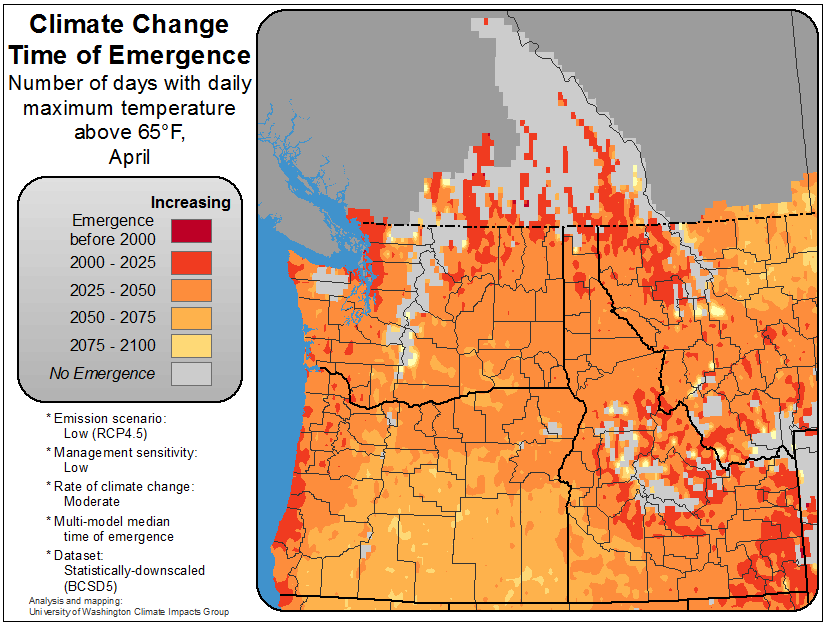 Climate Change
Time of Emergence
Number of days with daily
maximum temperature
above 65°F,
April
Increasing
Emergence
before 2000
2000 - 2025
2025 - 2050
2050 - 2075
2075 - 2100
No Emergence
* Emission scenario:
Low (RCP4.5)
* Management sensitivity:
Low
* Rate of climate change:
Moderate
* Multi-model median
time of emergence
* Dataset:
Statistically-downscaled
(BCSD5)
Analysis and mapping:
University of Washington Climate Impacts Group